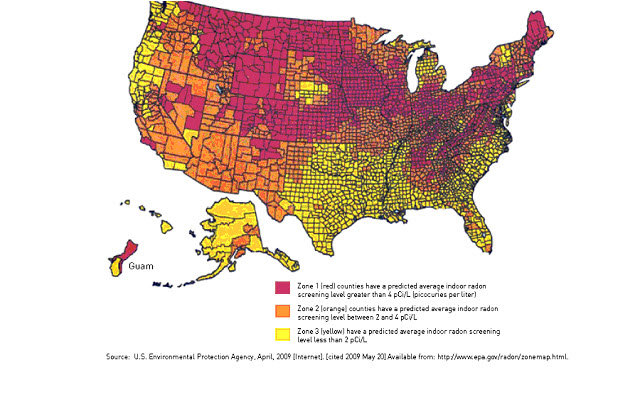 Guam
Zone 1 (red) counties have a predicted average indoor radon
screening level greater than 4 pCi/L (picocuries per liter)
Zone 2 (orange) counties have a predicted average indoor radon
screening level between 2 and 4 pCi/L
Zone 3 (yellow) have a predicted average indoor radon screening
level less than 2 pCi/L
Source: U.S. Environmental Protection Agency, April, 2009 [Internet]. [cited 2009 May 20] Available from: http://www.epa.gov/radon/zonemap.html.